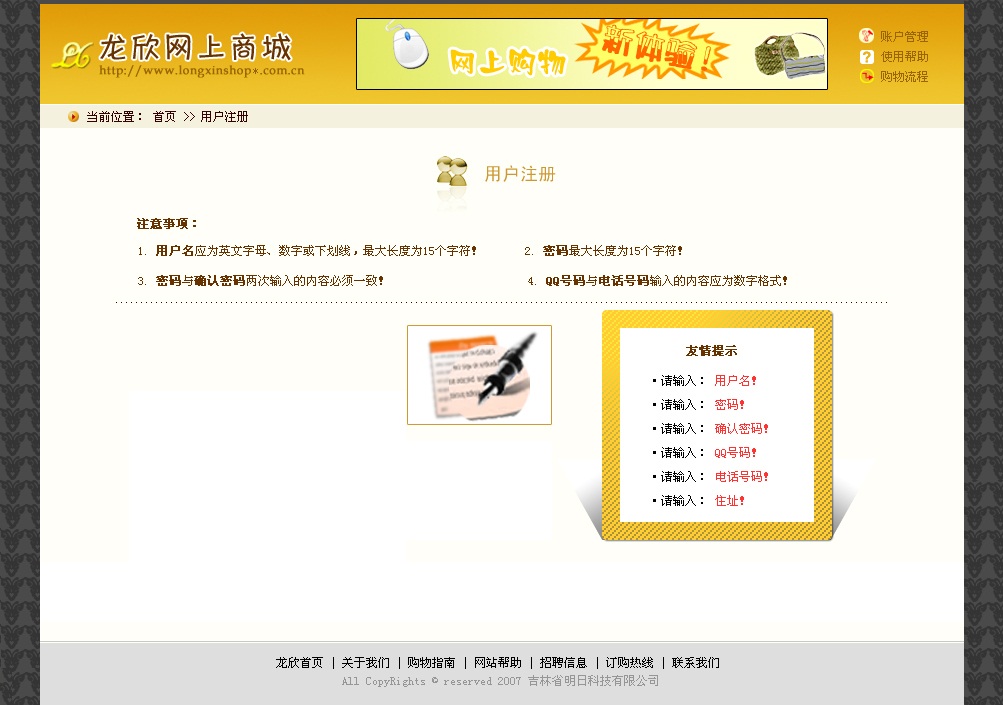 龙欣网上商城
http://www.longxinshop*.com.cn
网上购物 新体验!
账户管理
使用帮助
购物流程
当前位置： 首页 >> 用户注册
用户注册
注意事项：
1. 用户名应为英文字母、数字或下划线，最大长度为15个字符！
2. 密码最大长度为15个字符！
3. 密码与确认密码两次输入的内容必须一致！
4. QQ号码与电话号码输入的内容应为数字格式！
友情提示
▪请输入： 用户名！
▪请输入： 密码！
▪请输入： 确认密码！
▪请输入： QQ号码！
▪请输入： 电话号码！
▪请输入： 住址！
龙欣首页 | 关于我们 | 购物指南 | 网站帮助 | 招聘信息 | 订购热线 | 联系我们
All CopyRights © reserved 2007 吉林省明日科技有限公司